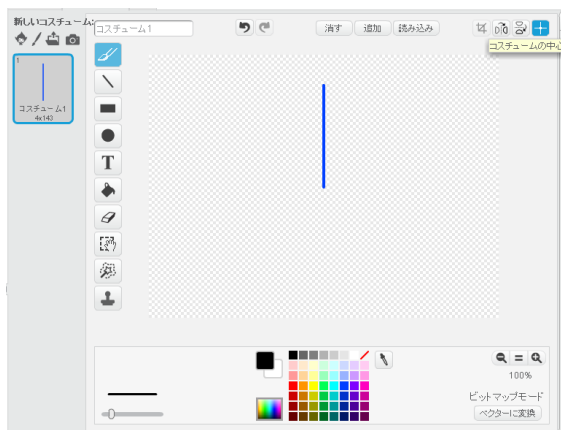 新しいコスチューム:
コスチューム1
消す
追加
読み込み
コスチュームの中心
1
コスチューム1
4x143
T
100%
ビットマップモード
ベクターに変換